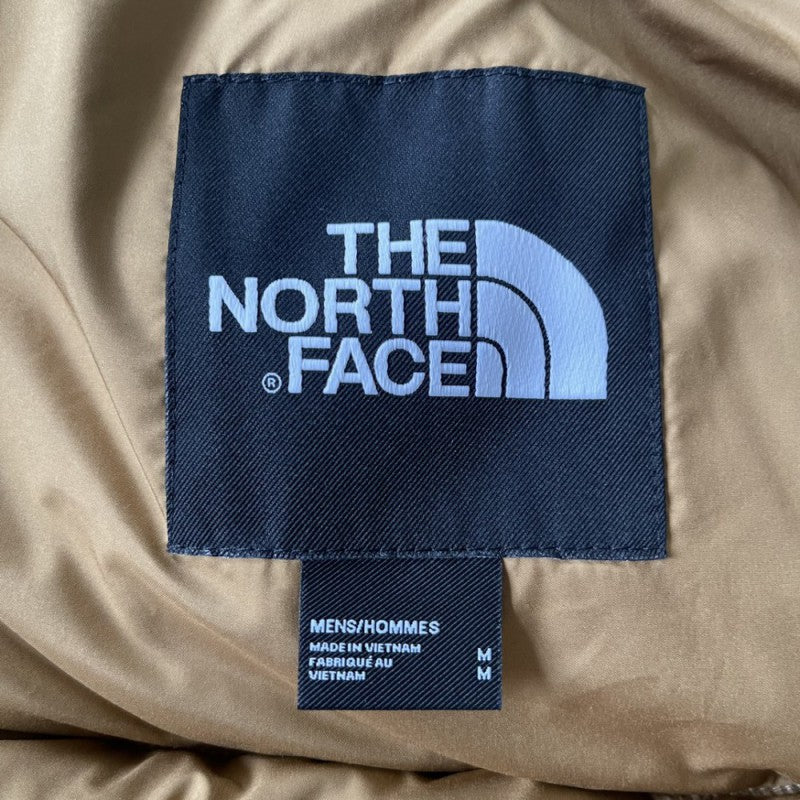 THE
NORTH
FACE
®
MENS/HOMMES
MADE IN VIETNAM M
FABRIQUÉ AU
VIETNAM M